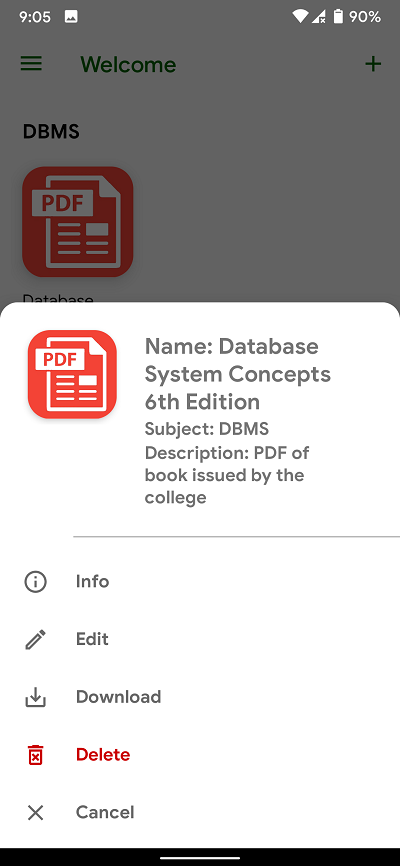 9:05
90%
Welcome
DBMS
PDF
Database
PDF
Name: Database
System Concepts
6th Edition
Subject: DBMS
Description: PDF of
book issued by the
college
Info
Edit
Download
Delete
Cancel